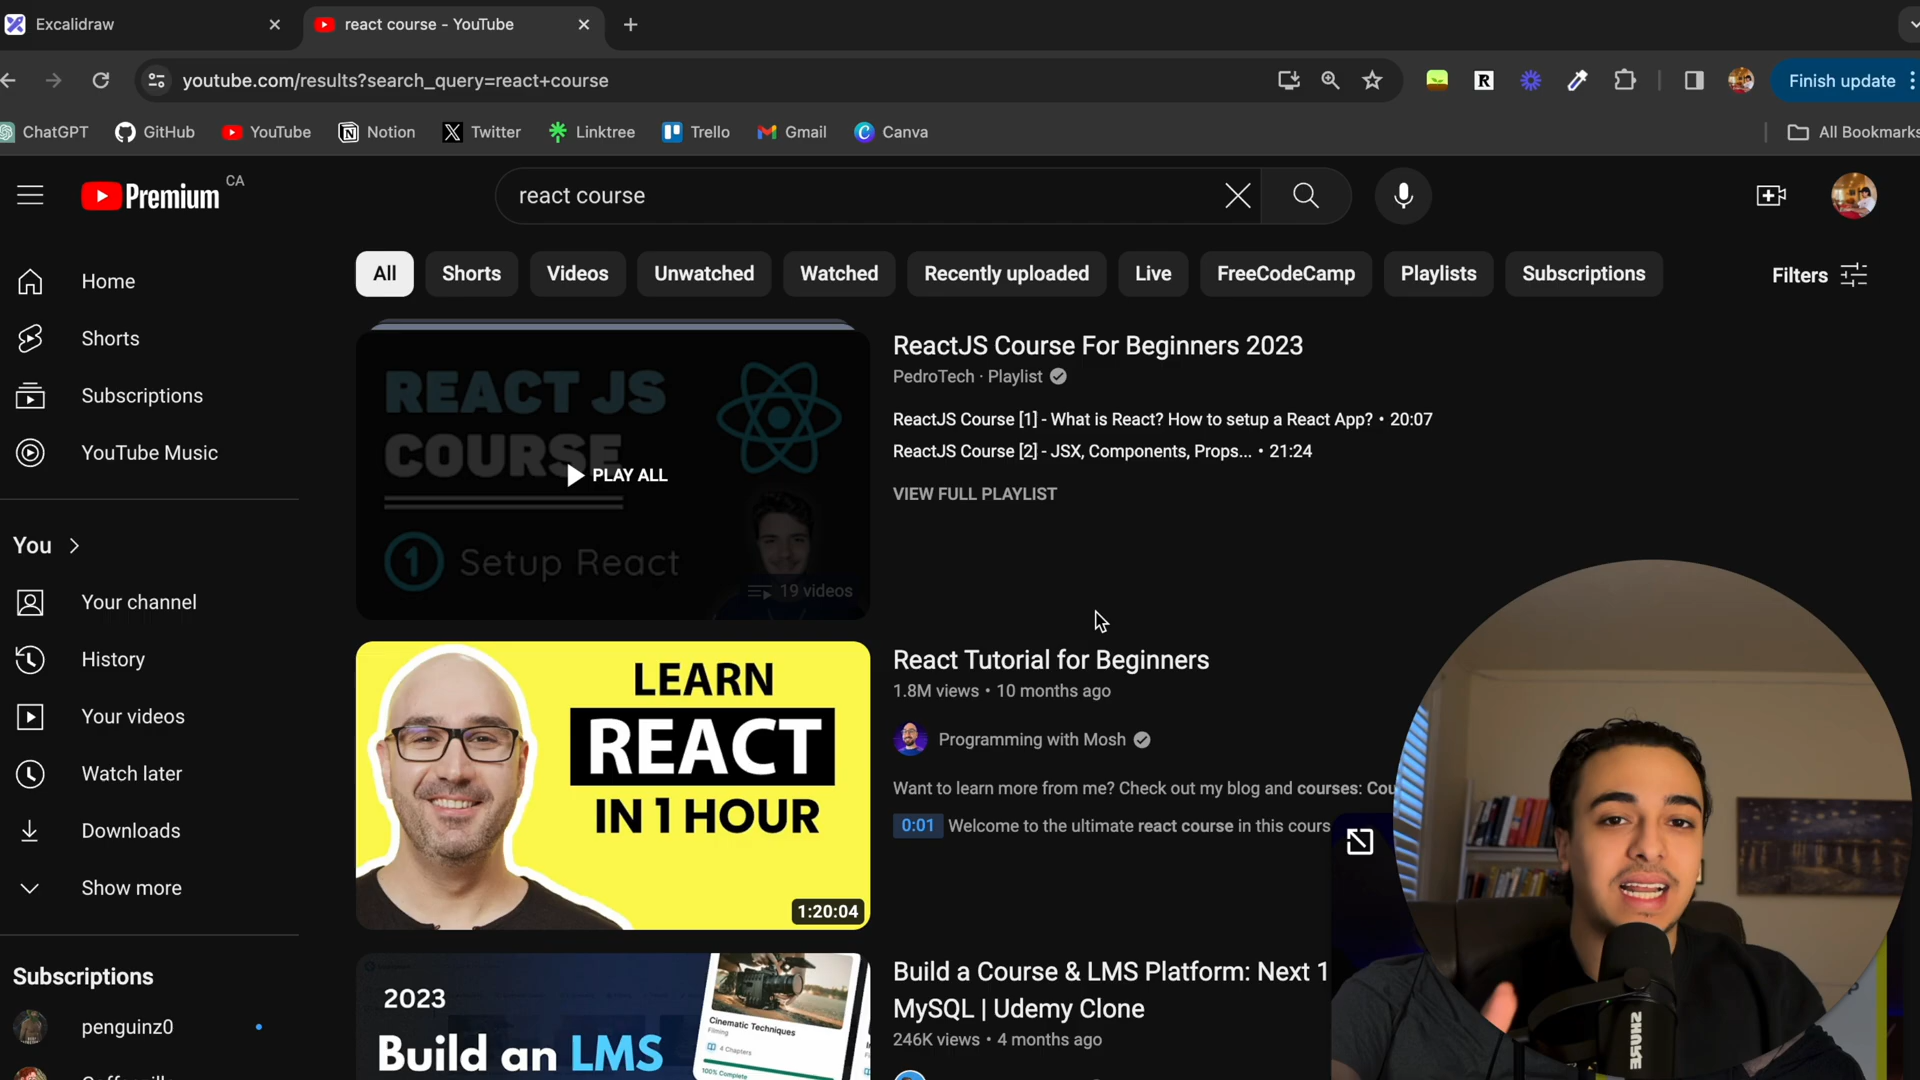 Excalidraw
react course - YouTube
youtube.com/results?search_query=react+course
Finish update
ChatGPT
GitHub
YouTube
Notion
Twitter
Linktree
Trello
Gmail
Canva
All Bookmarks
Premium
CA
react course
All
Shorts
Videos
Unwatched
Watched
Recently uploaded
Live
FreeCodeCamp
Playlists
Subscriptions
Filters
Home
Shorts
Subscriptions
YouTube Music
You
Your channel
History
Your videos
Watch later
Downloads
Show more
Subscriptions
penguinz0
REACT JS
COURSE
PLAY ALL
1 Setup React
19 videos
ReactJS Course For Beginners 2023
PedroTech · Playlist
ReactJS Course [1] - What is React? How to setup a React App? • 20:07
ReactJS Course [2] - JSX, Components, Props... • 21:24
VIEW FULL PLAYLIST
LEARN
REACT
IN 1 HOUR
1:20:04
React Tutorial for Beginners
1.8M views • 10 months ago
Programming with Mosh
Want to learn more from me? Check out my blog and courses: Cou
0:01 Welcome to the ultimate react course in this cours
2023
Build an LMS
Cinematic Techniques
Filming
4 Chapters
100% Complete
Build a Course & LMS Platform: Next 1
MySQL | Udemy Clone
246K views • 4 months ago
SHURE